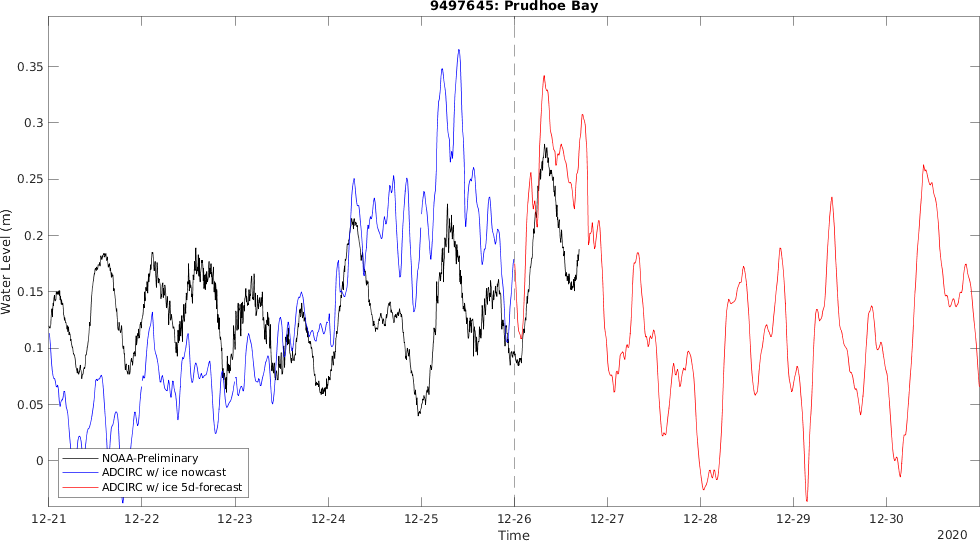 9497645: Prudhoe Bay
Water Level (m)
0.35
0.3
0.25
0.2
0.15
0.1
0.05
0
NOAA-Preliminary
ADCIRC w/ ice nowcast
ADCIRC w/ ice 5d-forecast
12-21 12-22 12-23 12-24 12-25 12-26 12-27 12-28 12-29 12-30
Time
2020